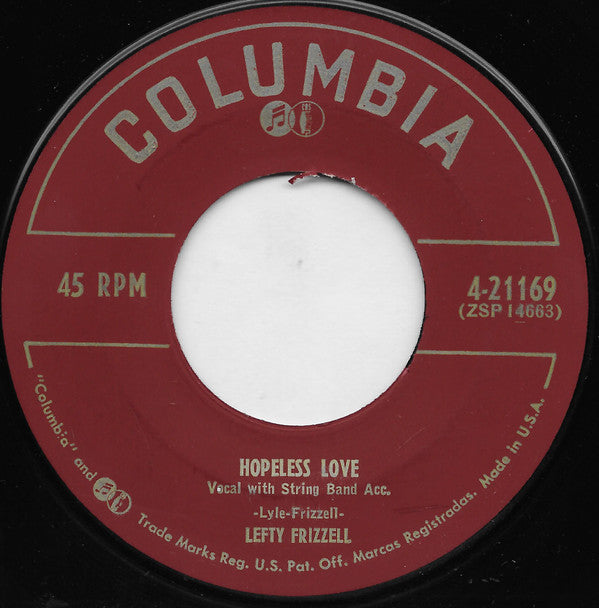 COLUMBIA
45 RPM
4-21169
(ZSP 14663)
HOPELESS LOVE
Vocal with String Band Acc.
-Lyle-Frizzell-
LEFTY FRIZZELL
"Columbia" and Trade Marks Reg. U.S. Pat. Off. Marcas Registradas. Made in U.S.A.